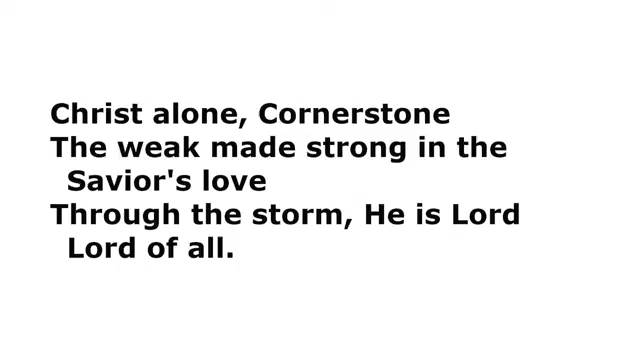 Christ alone, Cornerstone
The weak made strong in the
Savior's love
Through the storm, He is Lord
Lord of all.